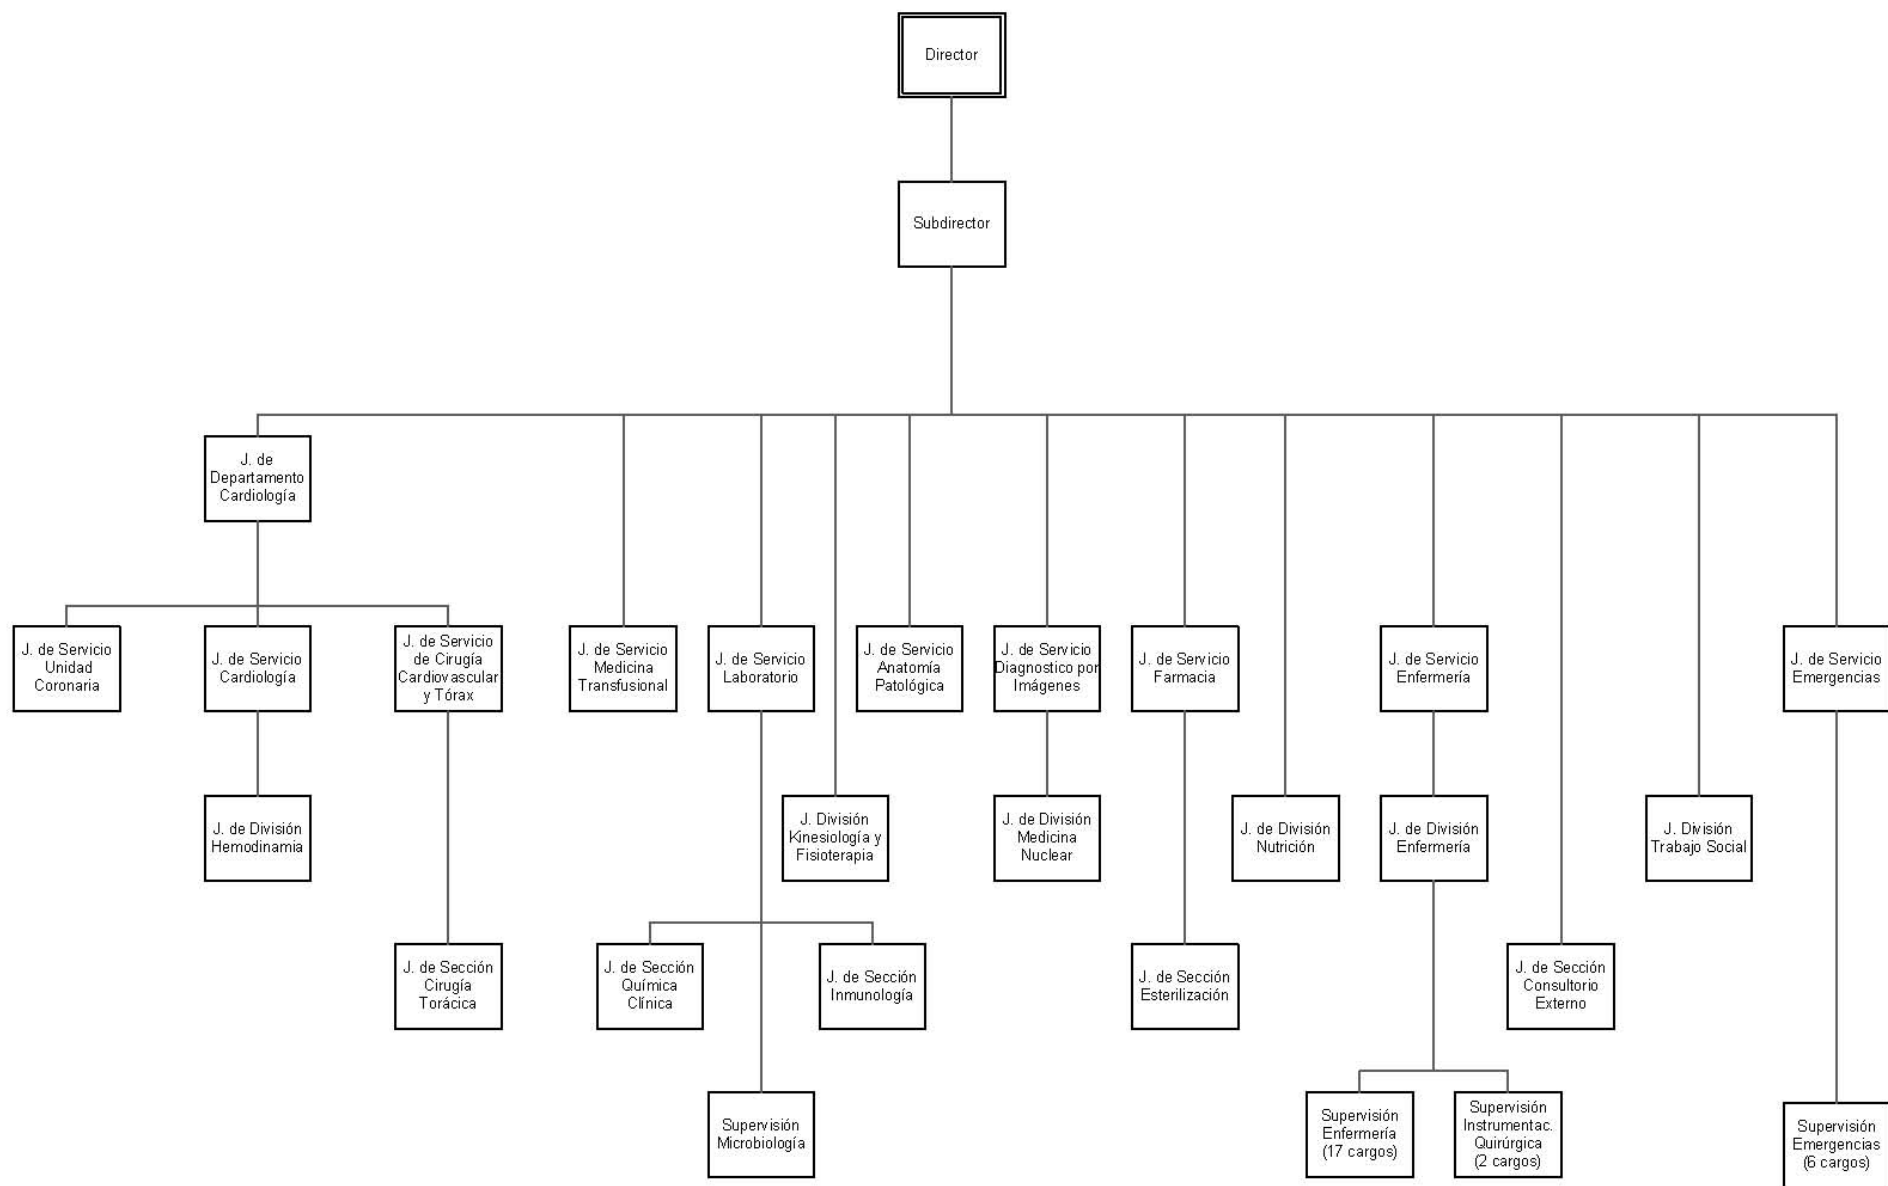 Director
Subdirector
J. de
Departamento
Cardiología
J. de Servicio
Unidad
Coronaria
J. de Servicio
Cardiología
J. de Servicio
de Cirugía
Cardiovascular
y Tórax
J. de Servicio
Medicina
Transfusional
J. de Servicio
Laboratorio
J. de Servicio
Anatomía
Patológica
J. de Servicio
Diagnostico por
Imágenes
J. de Servicio
Farmacia
J. de Servicio
Enfermería
J. de Servicio
Emergencias
J. de División
Hemodinamia
J. División
Kinesiología y
Fisioterapia
J. de División
Medicina
Nuclear
J. de División
Nutrición
J. de División
Enfermería
J. División
Trabajo Social
J. de Sección
Cirugía
Torácica
J. de Sección
Química
Clínica
J. de Sección
Inmunología
J. de Sección
Esterilización
J. de Sección
Consultorio
Externo
Supervisión
Microbiología
Supervisión
Enfermería
(17 cargos)
Supervisión
Instrumentac.
Quirúrgica
(2 cargos)
Supervisión
Emergencias
(6 cargos)